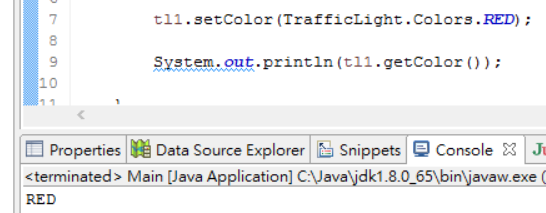 7 tl1.setColor(TrafficLight.Colors.RED);
8
9 System.out.println(tl1.getColor());
10
11 }
Properties Data Source Explorer Snippets Console
<terminated> Main [Java Application] C:\Java\jdk1.8.0_65\bin\javaw.exe (
RED